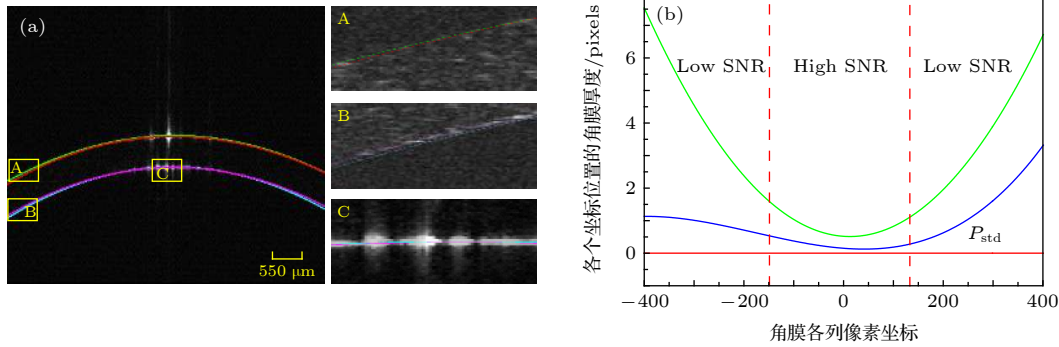 (a)
A
B
C
550 μm
A
B
C
(b)
各个坐标位置的角膜厚度/pixels
6
4
2
0
Low SNR
High SNR
Low SNR
P_std
−400
−200
0
200
400
角膜各列像素坐标